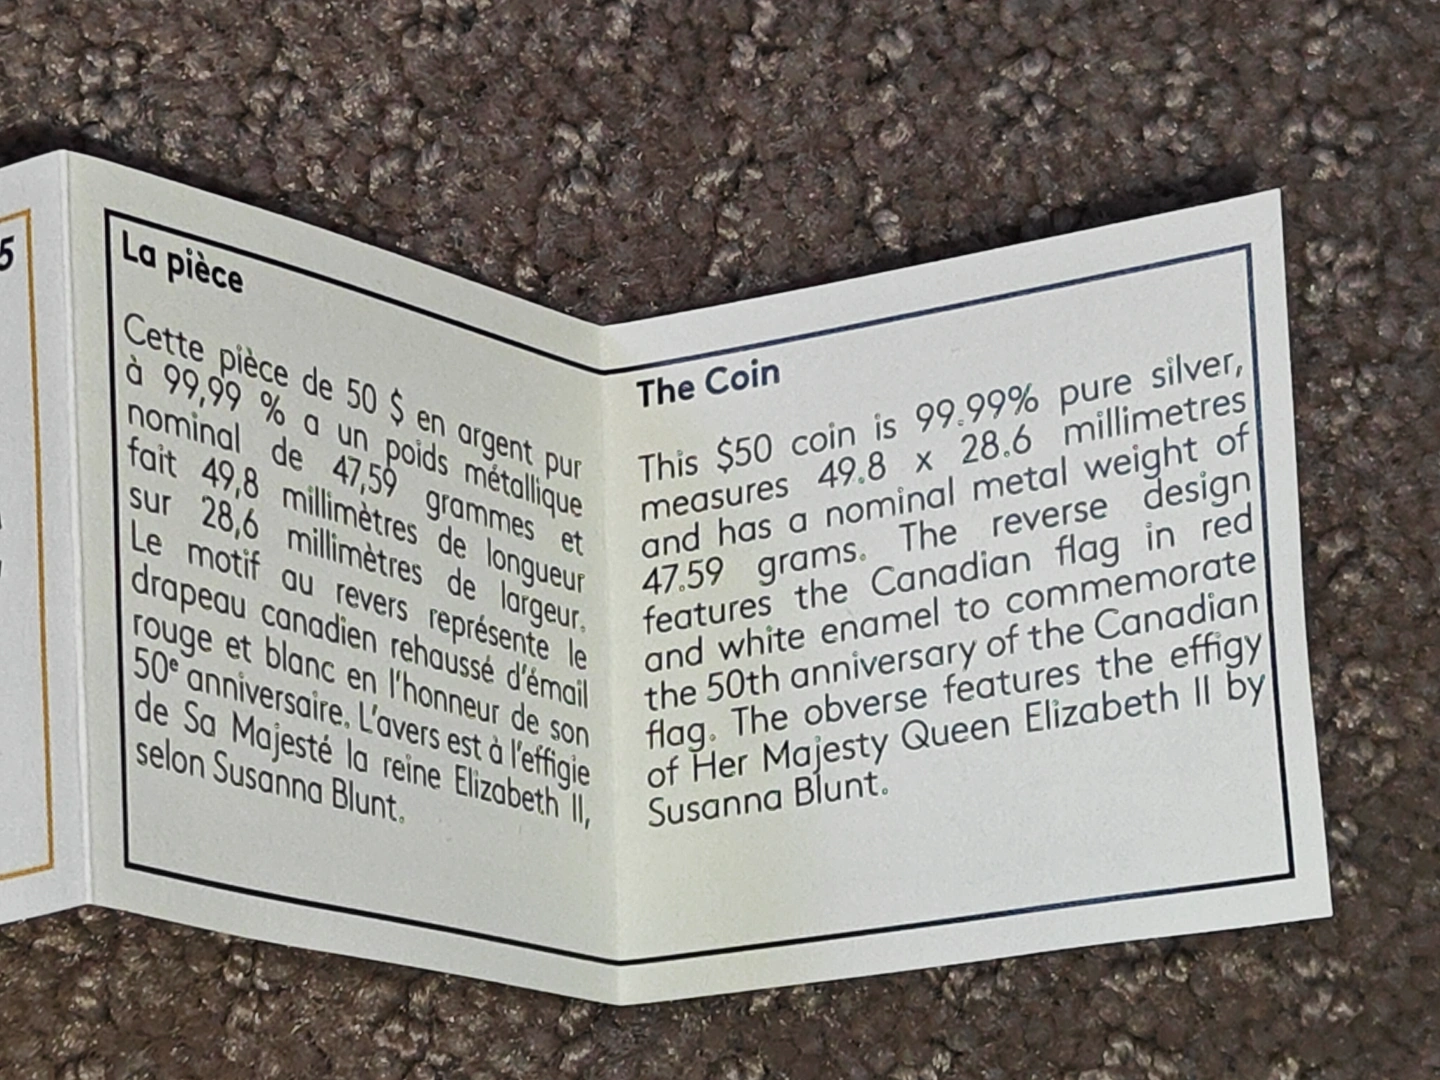 5
La pièce
Cette pièce de 50 $ en argent pur
à 99,99 % a un poids métallique
nominal de 47,59 grammes et
fait 49,8 millimètres de longueur
sur 28,6 millimètres de largeur.
Le motif au revers représente le
drapeau canadien rehaussé d'émail
rouge et blanc en l'honneur de son
50e anniversaire. L'avers est à l'effigie
de Sa Majesté la reine Elizabeth II,
selon Susanna Blunt.
The Coin
This $50 coin is 99.99% pure silver,
measures 49.8 x 28.6 millimetres
and has a nominal metal weight of
47.59 grams. The reverse design
features the Canadian flag in red
and white enamel to commemorate
the 50th anniversary of the Canadian
flag. The obverse features the effigy
of Her Majesty Queen Elizabeth II by
Susanna Blunt.